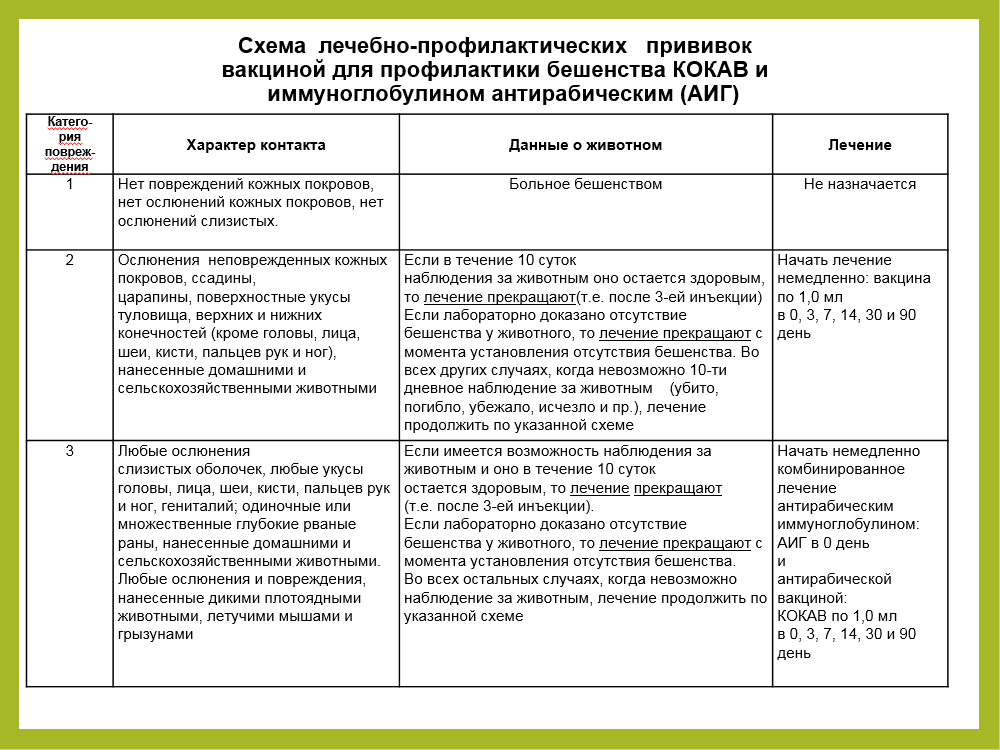 Схема лечебно-профилактических прививок
вакциной для профилактики бешенства КОКАВ и
иммуноглобулином антирабическим (АИГ)
Катего-
рия
повреж-
дения
Характер контакта
Данные о животном
Лечение
1
Нет повреждений кожных покровов,
нет ослюнений кожных покровов, нет
ослюнений слизистых.
Больное бешенством
Не назначается
2
Ослюнения неповрежденных кожных
покровов, ссадины,
царапины, поверхностные укусы
туловища, верхних и нижних
конечностей (кроме головы, лица,
шеи, кисти, пальцев рук и ног),
нанесенные домашними и
сельскохозяйственными животными
Если в течение 10 суток
наблюдения за животным оно остается здоровым,
то лечение прекращают(т.е. после 3-ей инъекции)
Если лабораторно доказано отсутствие
бешенства у животного, то лечение прекращают с
момента установления отсутствия бешенства. Во
всех других случаях, когда невозможно 10-ти
дневное наблюдение за животным (убито,
погибло, убежало, исчезло и пр.), лечение
продолжить по указанной схеме
Начать лечение
немедленно: вакцина
по 1,0 мл
в 0, 3, 7, 14, 30 и 90
день
3
Любые ослюнения
слизистых оболочек, любые укусы
головы, лица, шеи, кисти, пальцев рук
и ног, гениталий; одиночные или
множественные глубокие рваные
раны, нанесенные домашними и
сельскохозяйственными животными.
Любые ослюнения и повреждения,
нанесенные дикими плотоядными
животными, летучими мышами и
грызунами
Если имеется возможность наблюдения за
животным и оно в течение 10 суток
остается здоровым, то лечение прекращают
(т.е. после 3-ей инъекции).
Если лабораторно доказано отсутствие
бешенства у животного, то лечение прекращают с
момента установления отсутствия бешенства.
Во всех остальных случаях, когда невозможно
наблюдение за животным, лечение продолжить по
указанной схеме
Начать немедленно
комбинированное
лечение
антирабическим
иммуноглобулином:
АИГ в 0 день
и
антирабической
вакциной:
КОКАВ по 1,0 мл
в 0, 3, 7, 14, 30 и 90
день